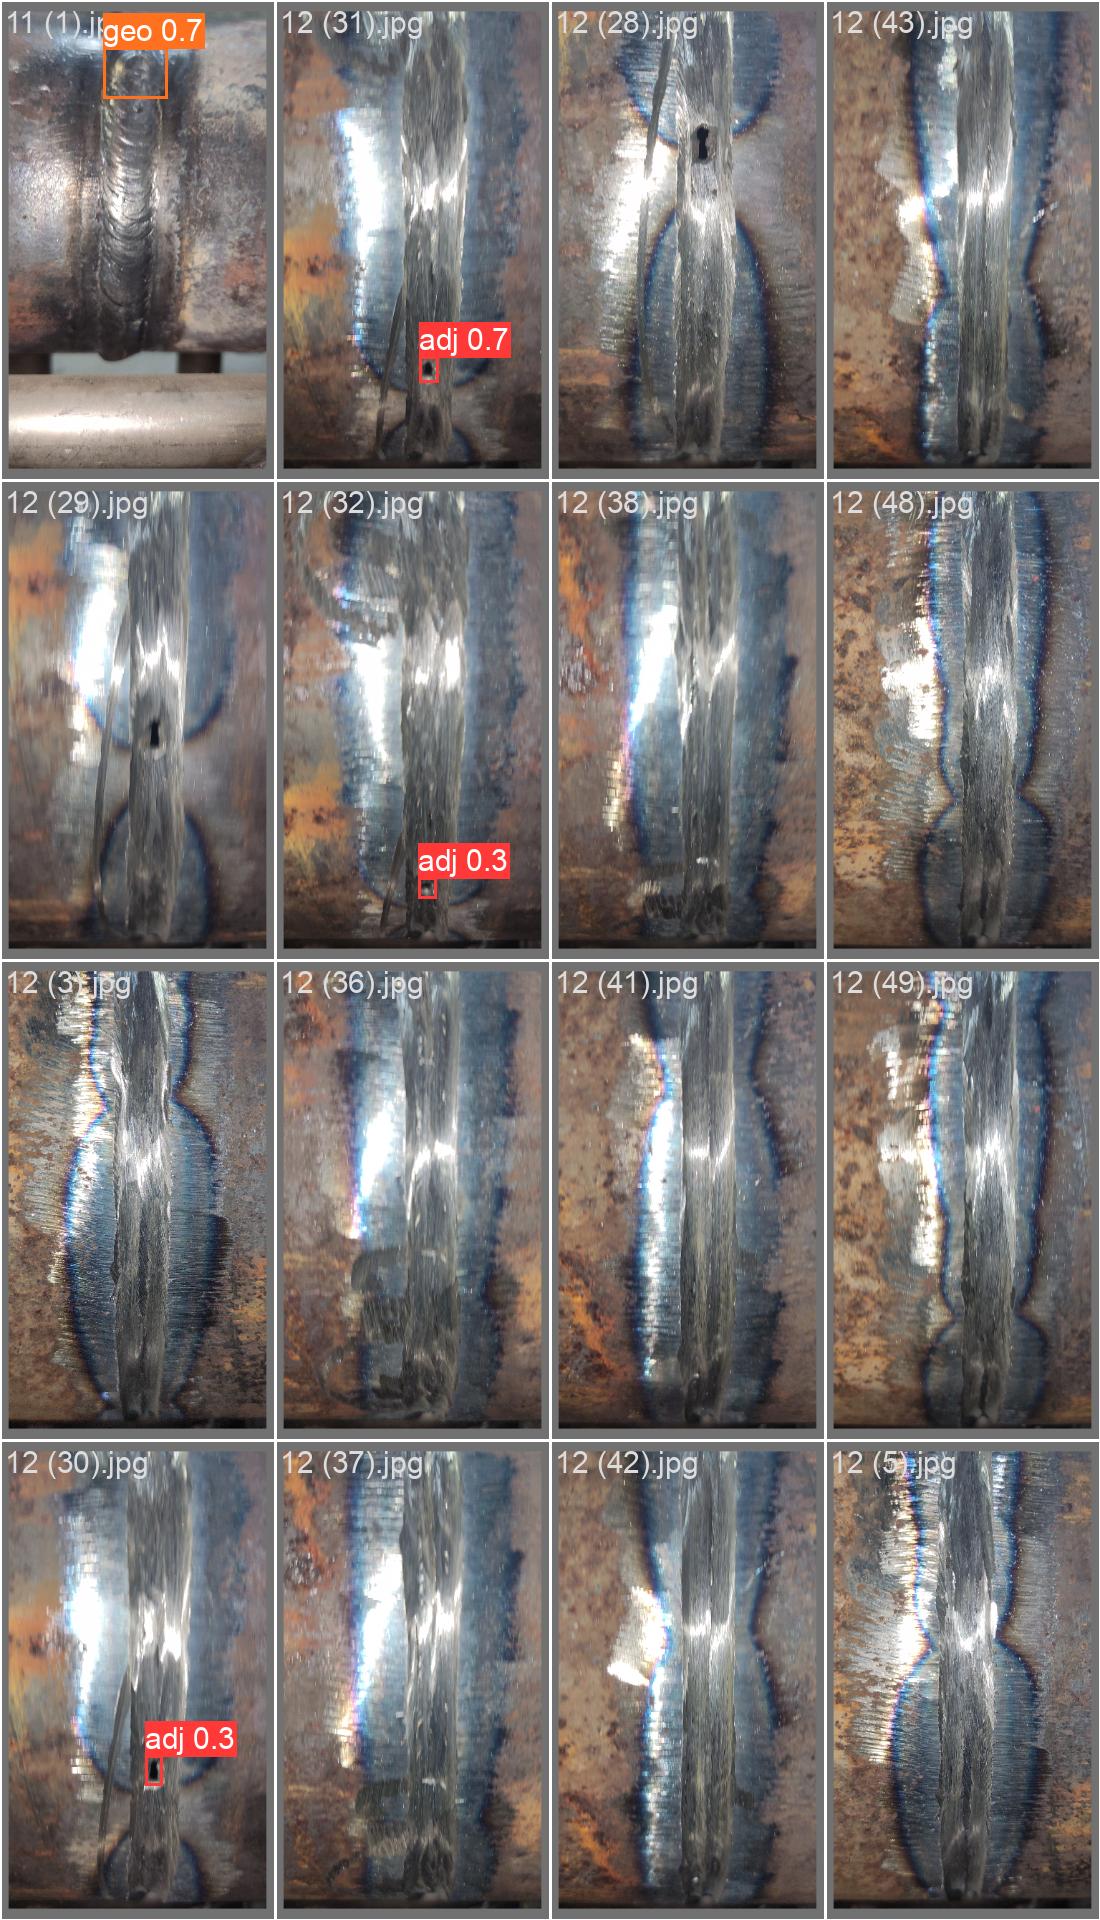 11 (1).jp
geo 0.7
12 (31).jpg
adj 0.7
12 (28).jpg
12 (43).jpg
12 (29).jpg
12 (32).jpg
adj 0.3
12 (38).jpg
12 (48).jpg
12 (3).jpg
12 (36).jpg
12 (41).jpg
12 (49).jpg
12 (30).jpg
adj 0.3
12 (37).jpg
12 (42).jpg
12 (5).jpg